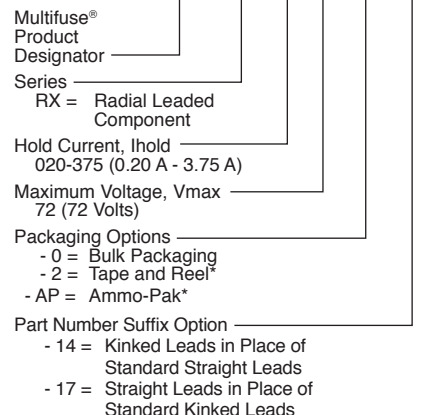 Multifuse®
Product
Designator
Series
RX = Radial Leaded
Component
Hold Current, Ihold
020-375 (0.20 A - 3.75 A)
Maximum Voltage, Vmax
72 (72 Volts)
Packaging Options
- 0 = Bulk Packaging
- 2 = Tape and Reel*
- AP = Ammo-Pak*
Part Number Suffix Option
- 14 = Kinked Leads in Place of
Standard Straight Leads
- 17 = Straight Leads in Place of
Standard Kinked Leads